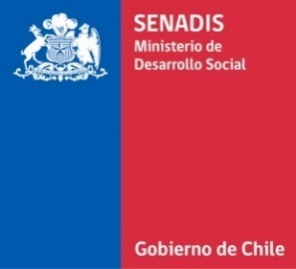 SENADIS
Ministerio de
Desarrollo Social
Gobierno de Chile